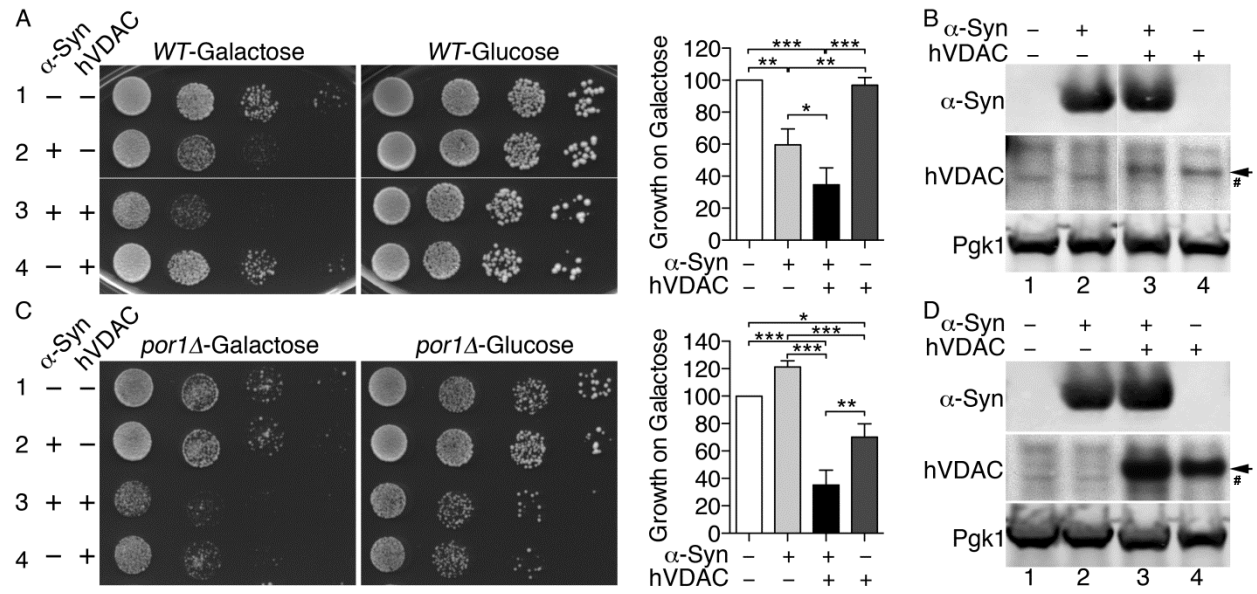 A
α-Syn
hVDAC
WT-Galactose
WT-Glucose
1 – –
2 + –
3 + +
4 – +
Growth on Galactose
120
100
80
60
40
20
0
*** ***
** **
*
α-Syn – + + –
hVDAC – – + +
B
α-Syn – + + –
hVDAC – – + +
α-Syn
hVDAC
#
Pgk1
1 2 3 4
C
α-Syn
hVDAC
por1Δ-Galactose
por1Δ-Glucose
1 – –
2 + –
3 + +
4 – +
Growth on Galactose
140
120
100
80
60
40
20
0
*
*** ***
***
**
α-Syn – + + –
hVDAC – – + +
D
α-Syn – + + –
hVDAC – – + +
α-Syn
hVDAC
#
Pgk1
1 2 3 4